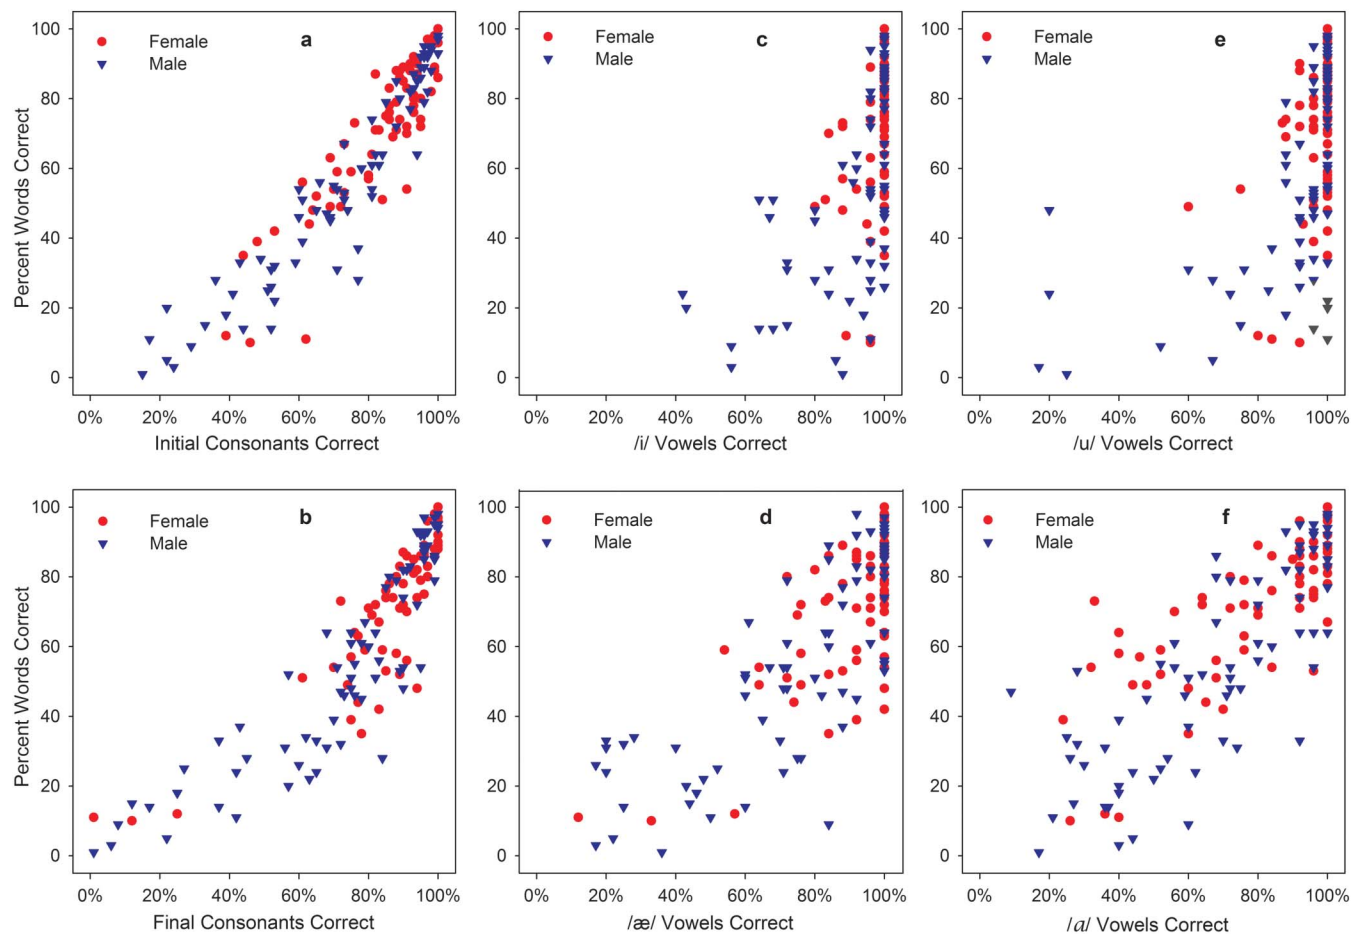 a
Female
Male
Percent Words Correct
100
80
60
40
20
0
0% 20% 40% 60% 80% 100%
Initial Consonants Correct
c
Female
Male
100
80
60
40
20
0
0% 20% 40% 60% 80% 100%
/i/ Vowels Correct
e
Female
Male
100
80
60
40
20
0
0% 20% 40% 60% 80% 100%
/u/ Vowels Correct
b
Female
Male
Percent Words Correct
100
80
60
40
20
0
0% 20% 40% 60% 80% 100%
Final Consonants Correct
d
Female
Male
100
80
60
40
20
0
0% 20% 40% 60% 80% 100%
/æ/ Vowels Correct
f
Female
Male
100
80
60
40
20
0
0% 20% 40% 60% 80% 100%
/a/ Vowels Correct